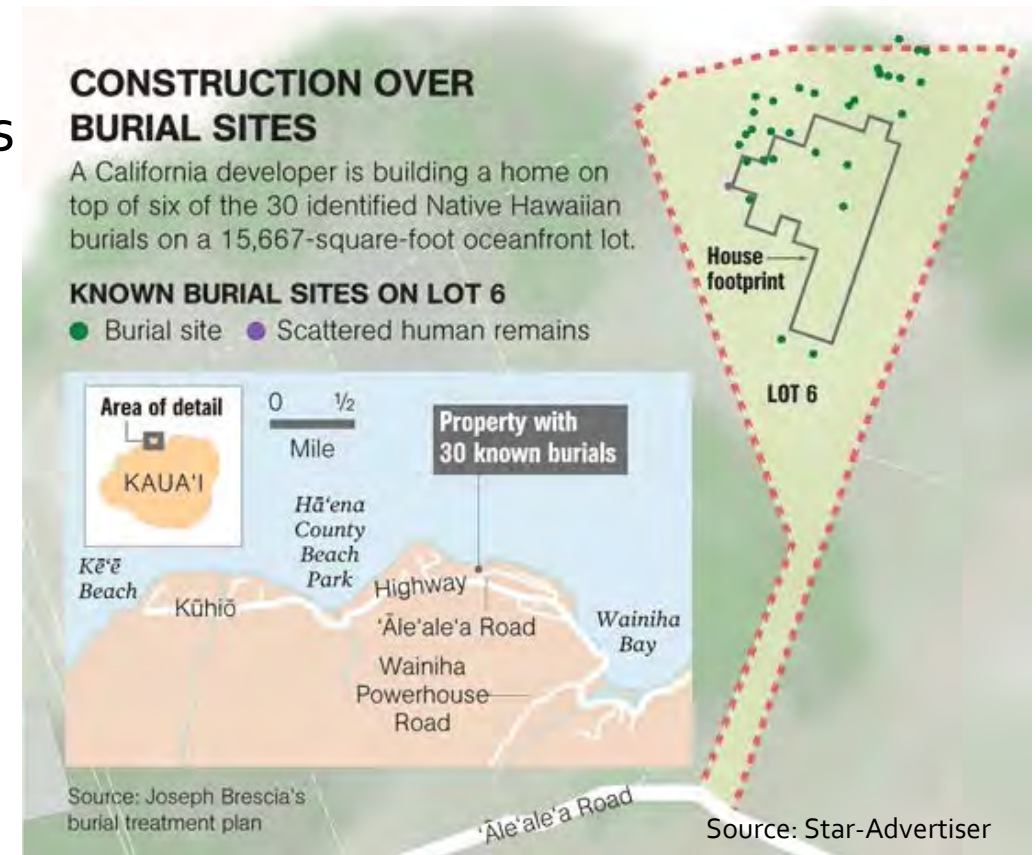 s
CONSTRUCTION OVER
BURIAL SITES
A California developer is building a home on
top of six of the 30 identified Native Hawaiian
burials on a 15,667-square-foot oceanfront lot.
KNOWN BURIAL SITES ON LOT 6
Burial site
Scattered human remains
House
footprint
LOT 6
Area of detail
KAUA‘I
0 ½
Mile
Property with
30 known burials
Hā‘ena
County
Beach
Park
Kē‘ē
Beach
Kūhiō
Highway
‘Āle‘ale‘a Road
Wainiha
Bay
Wainiha
Powerhouse
Road
Source: Joseph Brescia's
burial treatment plan
‘Āle‘ale‘a Road
Source: Star-Advertiser